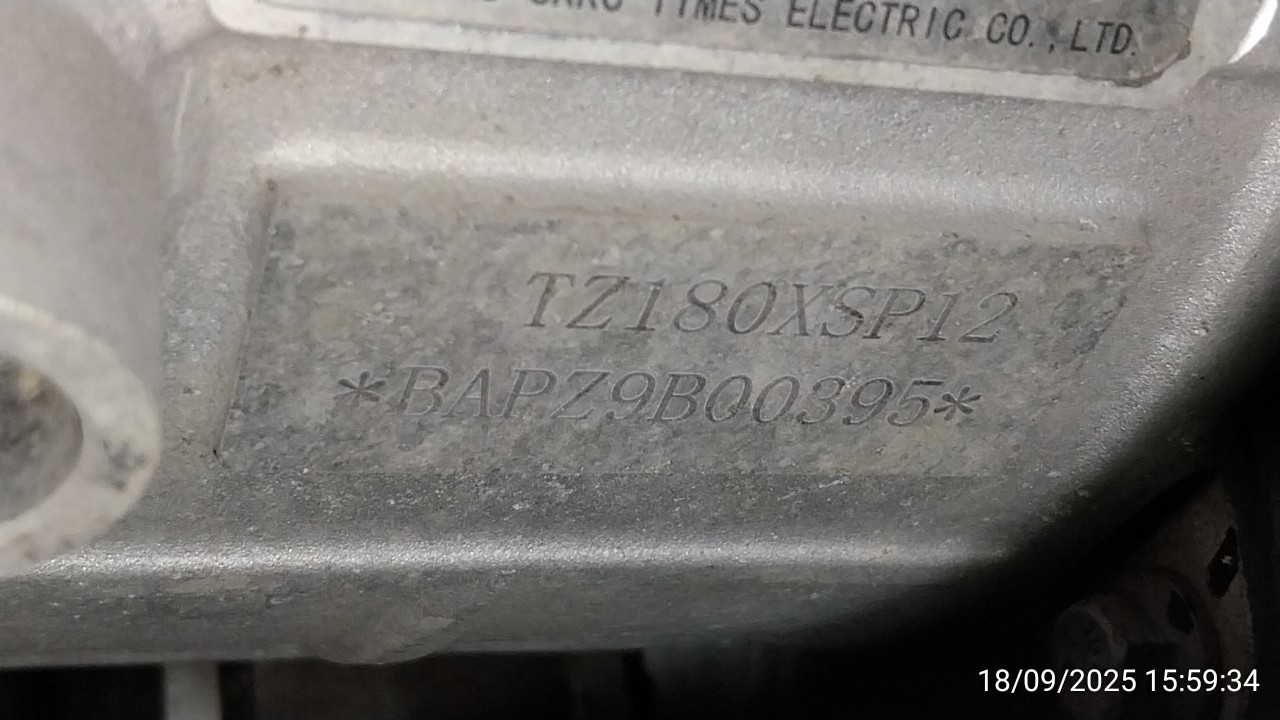 TIMES ELECTRIC CO., LTD.
TZ180XSP12
*BAPZ9B00395*
18/09/2025 15:59:34